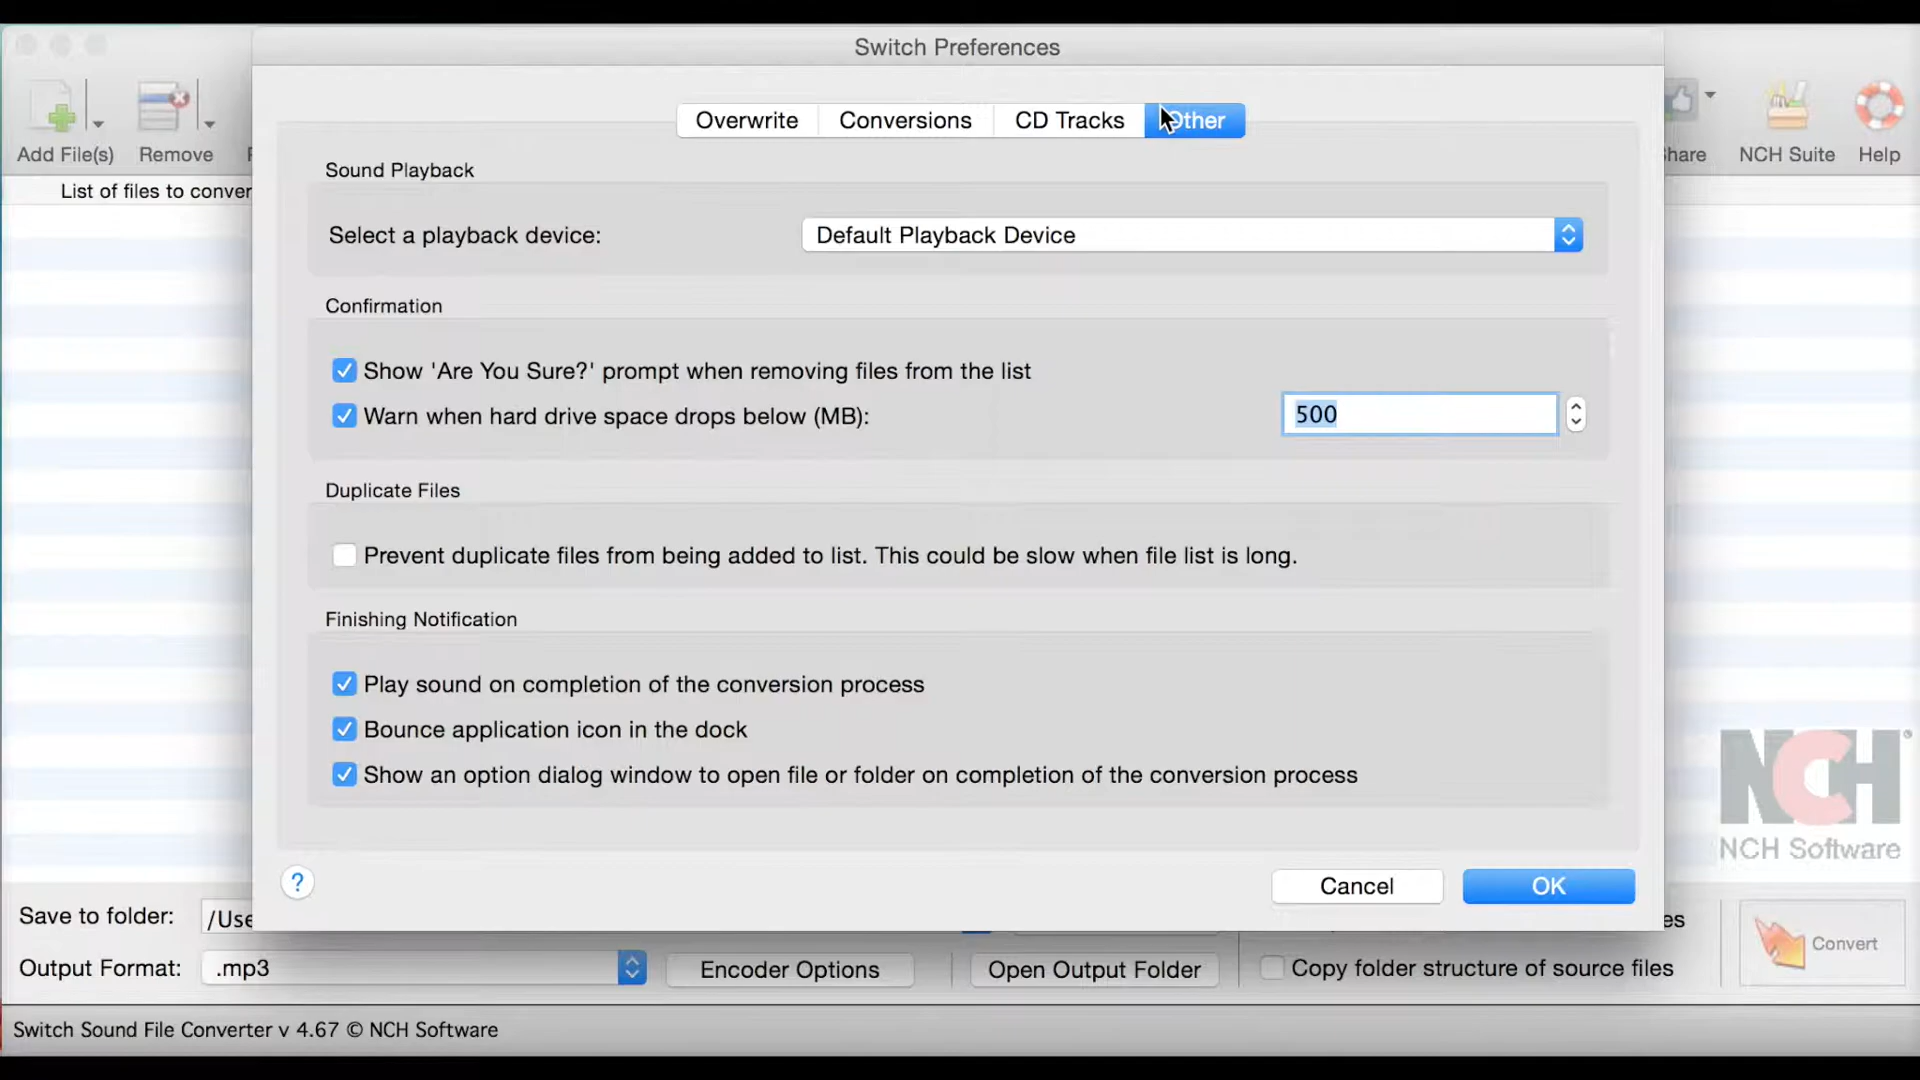 Switch Preferences
Overwrite
Conversions
CD Tracks
Other
Add File(s)
Remove
Share
NCH Suite
Help
List of files to conver
Sound Playback
Select a playback device:
Default Playback Device
Confirmation
Show 'Are You Sure?' prompt when removing files from the list
Warn when hard drive space drops below (MB):
500
Duplicate Files
Prevent duplicate files from being added to list. This could be slow when file list is long.
Finishing Notification
Play sound on completion of the conversion process
Bounce application icon in the dock
Show an option dialog window to open file or folder on completion of the conversion process
NCH®
NCH Software
?
Cancel
OK
Save to folder:
/Use
es
Output Format:
.mp3
Encoder Options
Open Output Folder
Copy folder structure of source files
Convert
Switch Sound File Converter v 4.67 © NCH Software